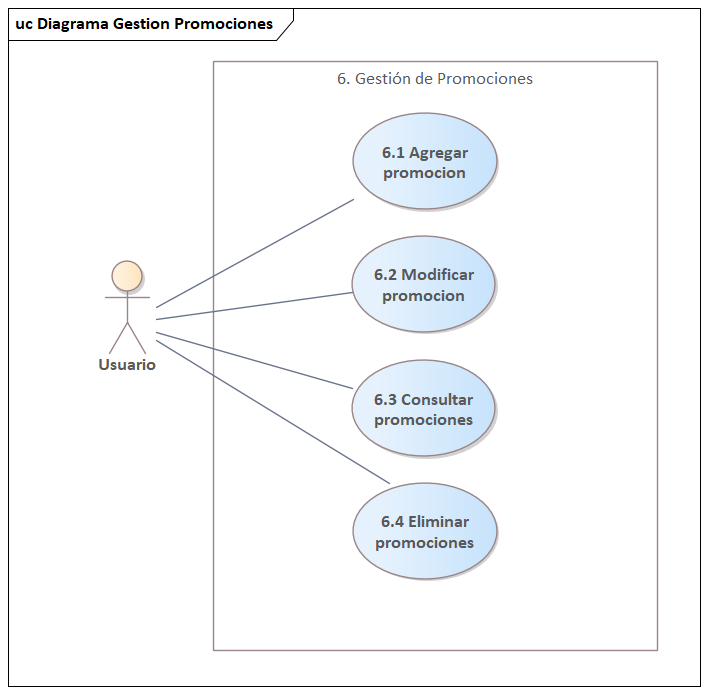 uc Diagrama Gestion Promociones
6. Gestión de Promociones
6.1 Agregar
promocion
6.2 Modificar
promocion
Usuario
6.3 Consultar
promociones
6.4 Eliminar
promociones